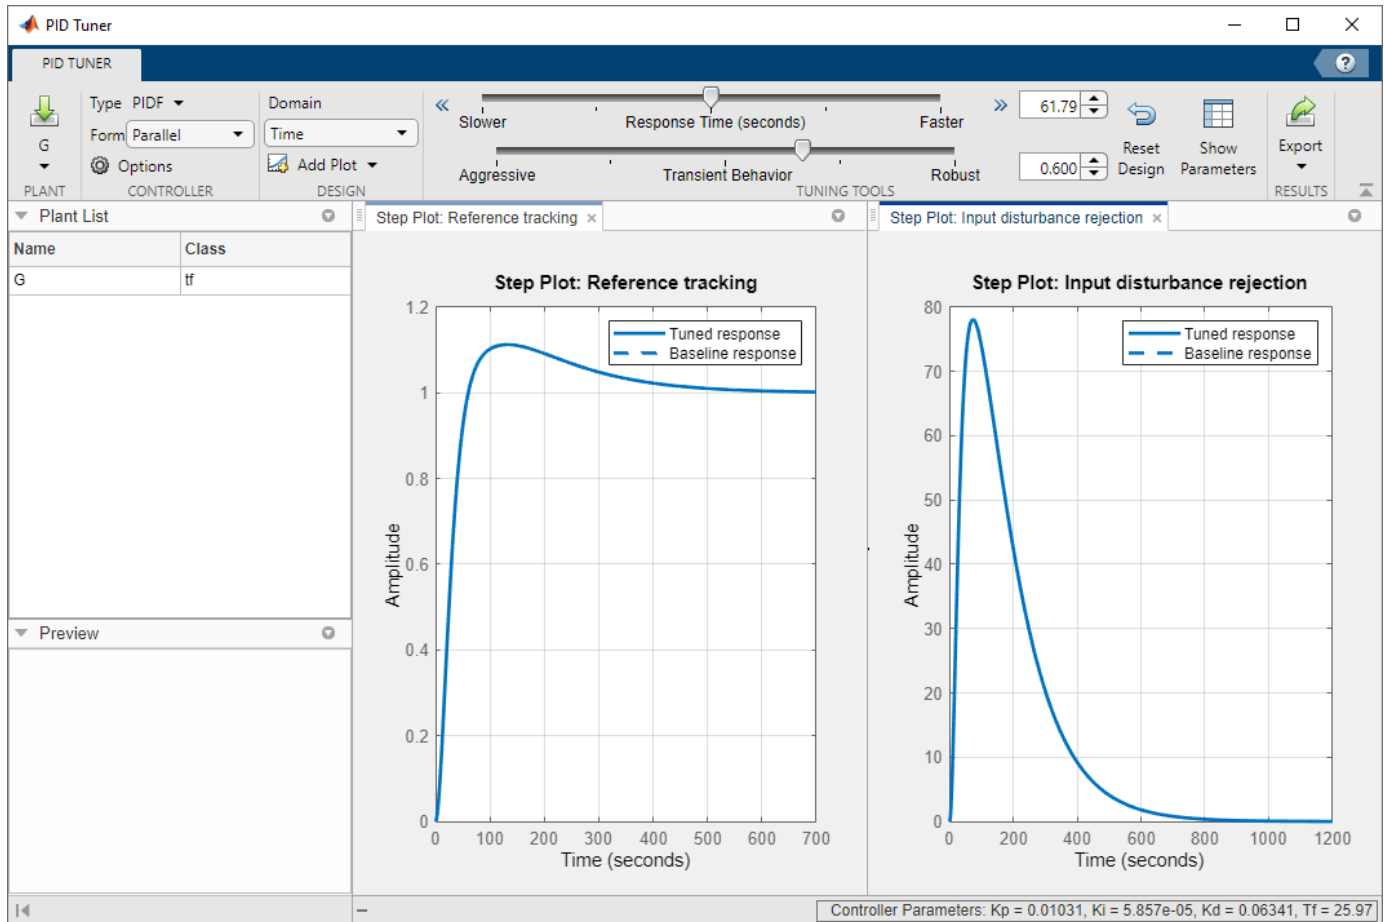 PID Tuner
PID TUNER
?
Type PIDF
Form Parallel
Options
G
PLANT
CONTROLLER
Domain
Time
Add Plot
DESIGN
Slower Response Time (seconds) Faster
61.79
Aggressive Transient Behavior Robust
0.600
TUNING TOOLS
Reset
Design
Show
Parameters
Export
RESULTS
Plant List
Name Class
G tf
Preview
Step Plot: Reference tracking
Step Plot: Reference tracking
Tuned response
Baseline response
Amplitude
1.2
1
0.8
0.6
0.4
0.2
0
0 100 200 300 400 500 600 700
Time (seconds)
Step Plot: Input disturbance rejection
Step Plot: Input disturbance rejection
Tuned response
Baseline response
Amplitude
80
70
60
50
40
30
20
10
0
0 200 400 600 800 1000 1200
Time (seconds)
Controller Parameters: Kp = 0.01031, Ki = 5.857e-05, Kd = 0.06341, Tf = 25.97